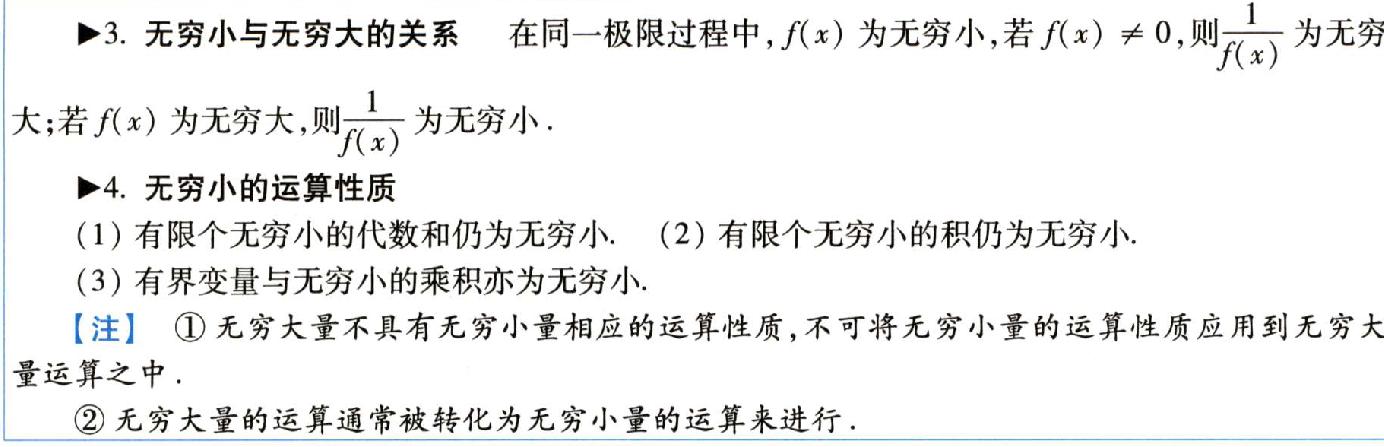 ▶3. 无穷小与无穷大的关系　在同一极限过程中,f(x) 为无穷小,若 f(x) ≠ 0,则\frac{1}{f(x)} 为无穷
大;若 f(x) 为无穷大,则\frac{1}{f(x)} 为无穷小.
▶4. 无穷小的运算性质
(1) 有限个无穷小的代数和仍为无穷小. (2) 有限个无穷小的积仍为无穷小.
(3) 有界变量与无穷小的乘积亦为无穷小.
【注】 ① 无穷大量不具有无穷小量相应的运算性质,不可将无穷小量的运算性质应用到无穷大
量运算之中.
② 无穷大量的运算通常被转化为无穷小量的运算来进行.